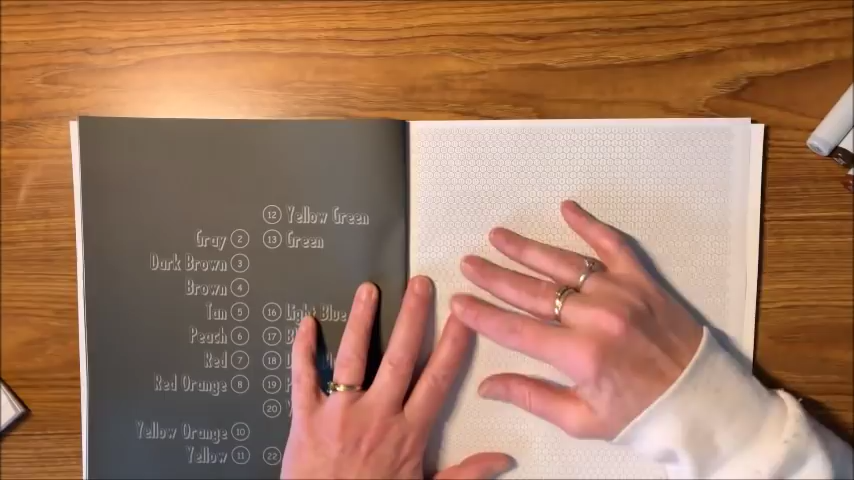 12 Yellow Green
Gray 2 13 Green
Dark Brown 3
Brown 4
Tan 5 16 Light Blue
Peach 6 17
Red 7 18
Red Orange 8 19
20
Yellow Orange 10
Yellow 11 22